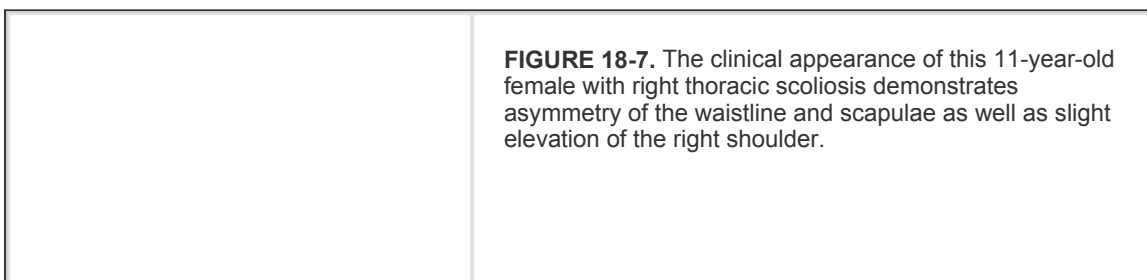 FIGURE 18-7. The clinical appearance of this 11-year-old
female with right thoracic scoliosis demonstrates
asymmetry of the waistline and scapulae as well as slight
elevation of the right shoulder.